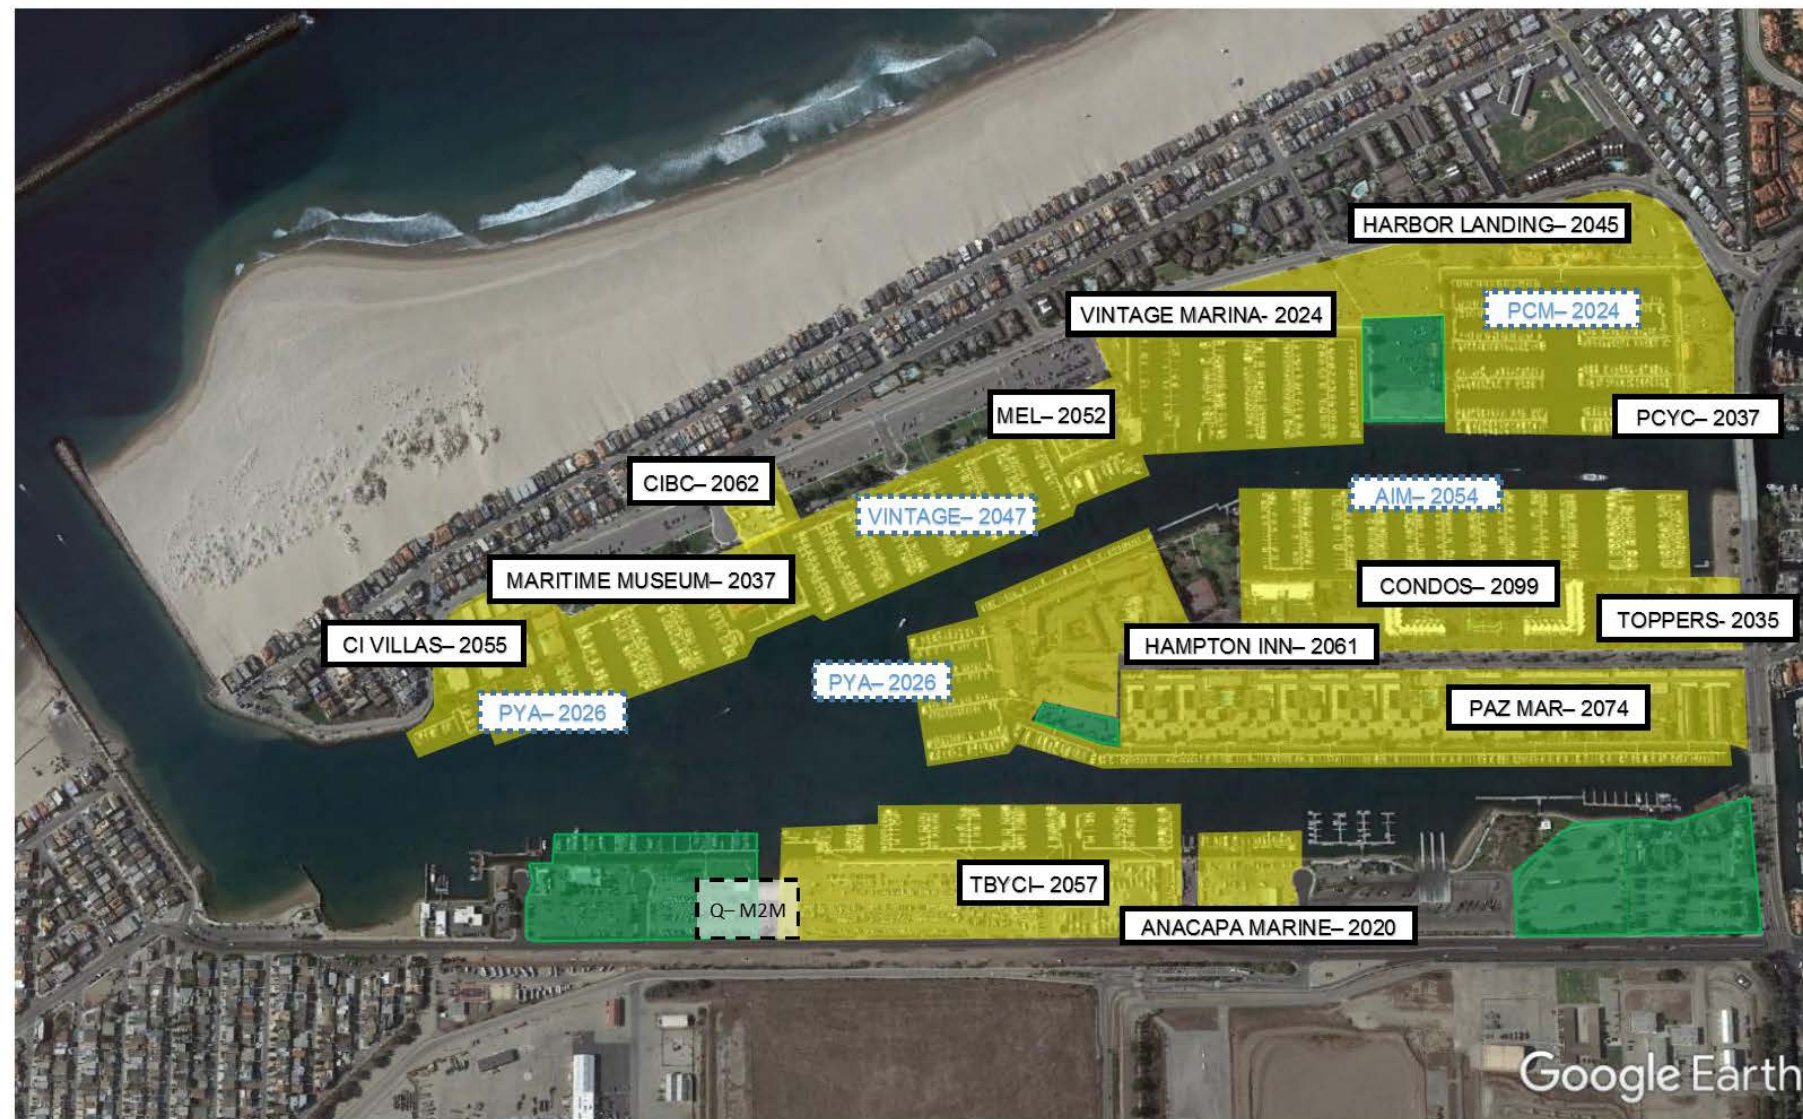 HARBOR LANDING– 2045
VINTAGE MARINA- 2024
PCM– 2024
MEL– 2052
PCYC– 2037
CIBC– 2062
VINTAGE– 2047
AIM– 2054
MARITIME MUSEUM– 2037
CONDOS– 2099
TOPPERS- 2035
CI VILLAS– 2055
HAMPTON INN– 2061
PYA– 2026
PYA– 2026
PAZ MAR– 2074
TBYCI– 2057
Q– M2M
ANACAPA MARINE– 2020
Google Earth